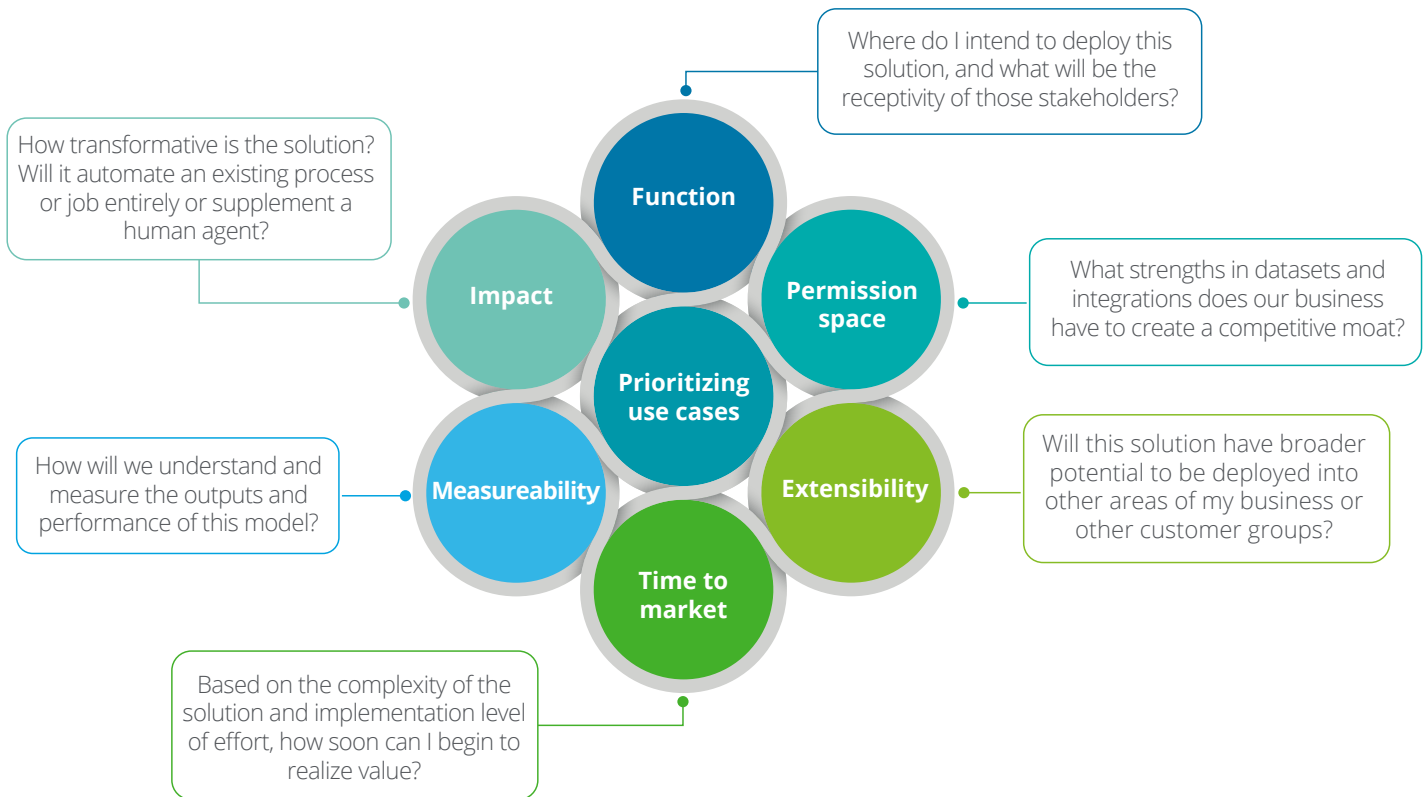 Where do I intend to deploy this
solution, and what will be the
receptivity of those stakeholders?
Function
How transformative is the solution?
Will it automate an existing process
or job entirely or supplement a
human agent?
Impact
Permission
space
What strengths in datasets and
integrations does our business
have to create a competitive moat?
Prioritizing
use cases
How will we understand and
measure the outputs and
performance of this model?
Measureability
Extensibility
Will this solution have broader
potential to be deployed into
other areas of my business or
other customer groups?
Time to
market
Based on the complexity of the
solution and implementation level
of effort, how soon can I begin to
realize value?